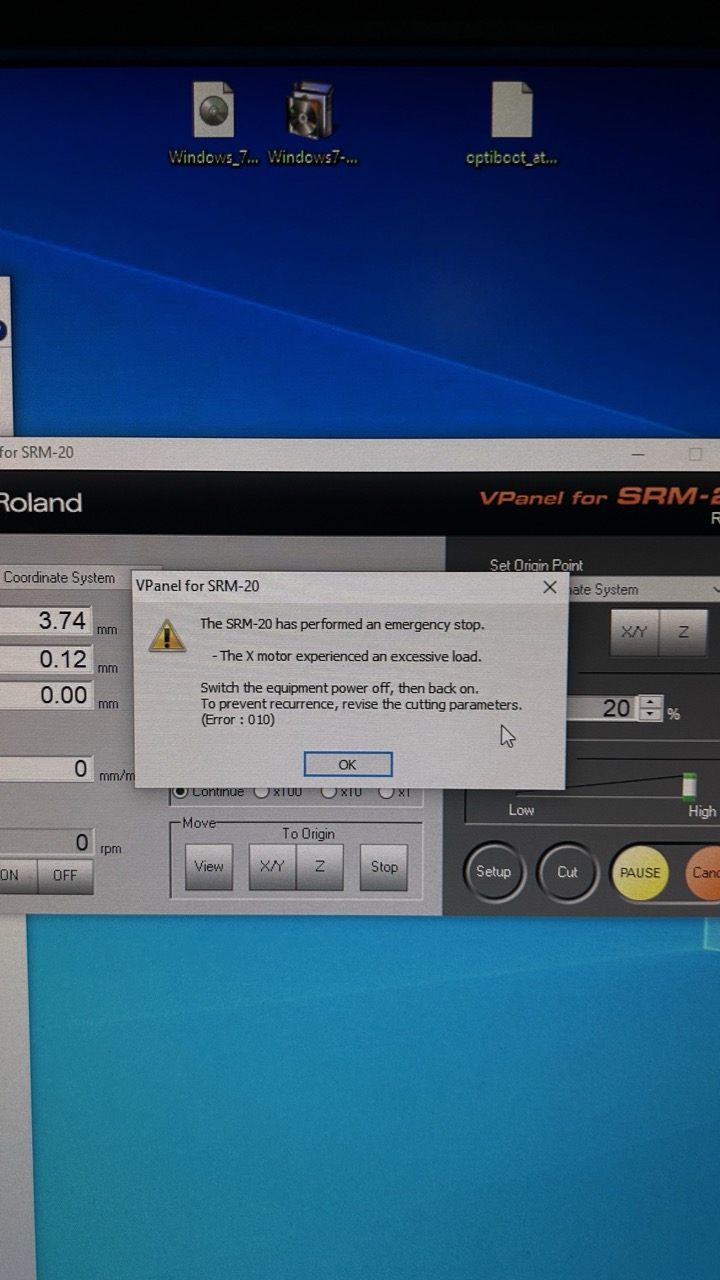 Windows_7... Windows7-... optiboot_at...
for SRM-20
Roland
VPanel for SRM-2
R
Set Origin Point
Coordinate System
ate System
VPanel for SRM-20
The SRM-20 has performed an emergency stop.
- The X motor experienced an excessive load.
Switch the equipment power off, then back on.
To prevent recurrence, revise the cutting parameters.
(Error : 010)
OK
3.74 mm
0.12 mm
0.00 mm
0 mm/m
0 rpm
ON OFF
X/Y Z
20 %
Continue x100 x10 x1
Low High
Move
To Origin
View X/Y Z Stop
Setup Cut PAUSE Canc